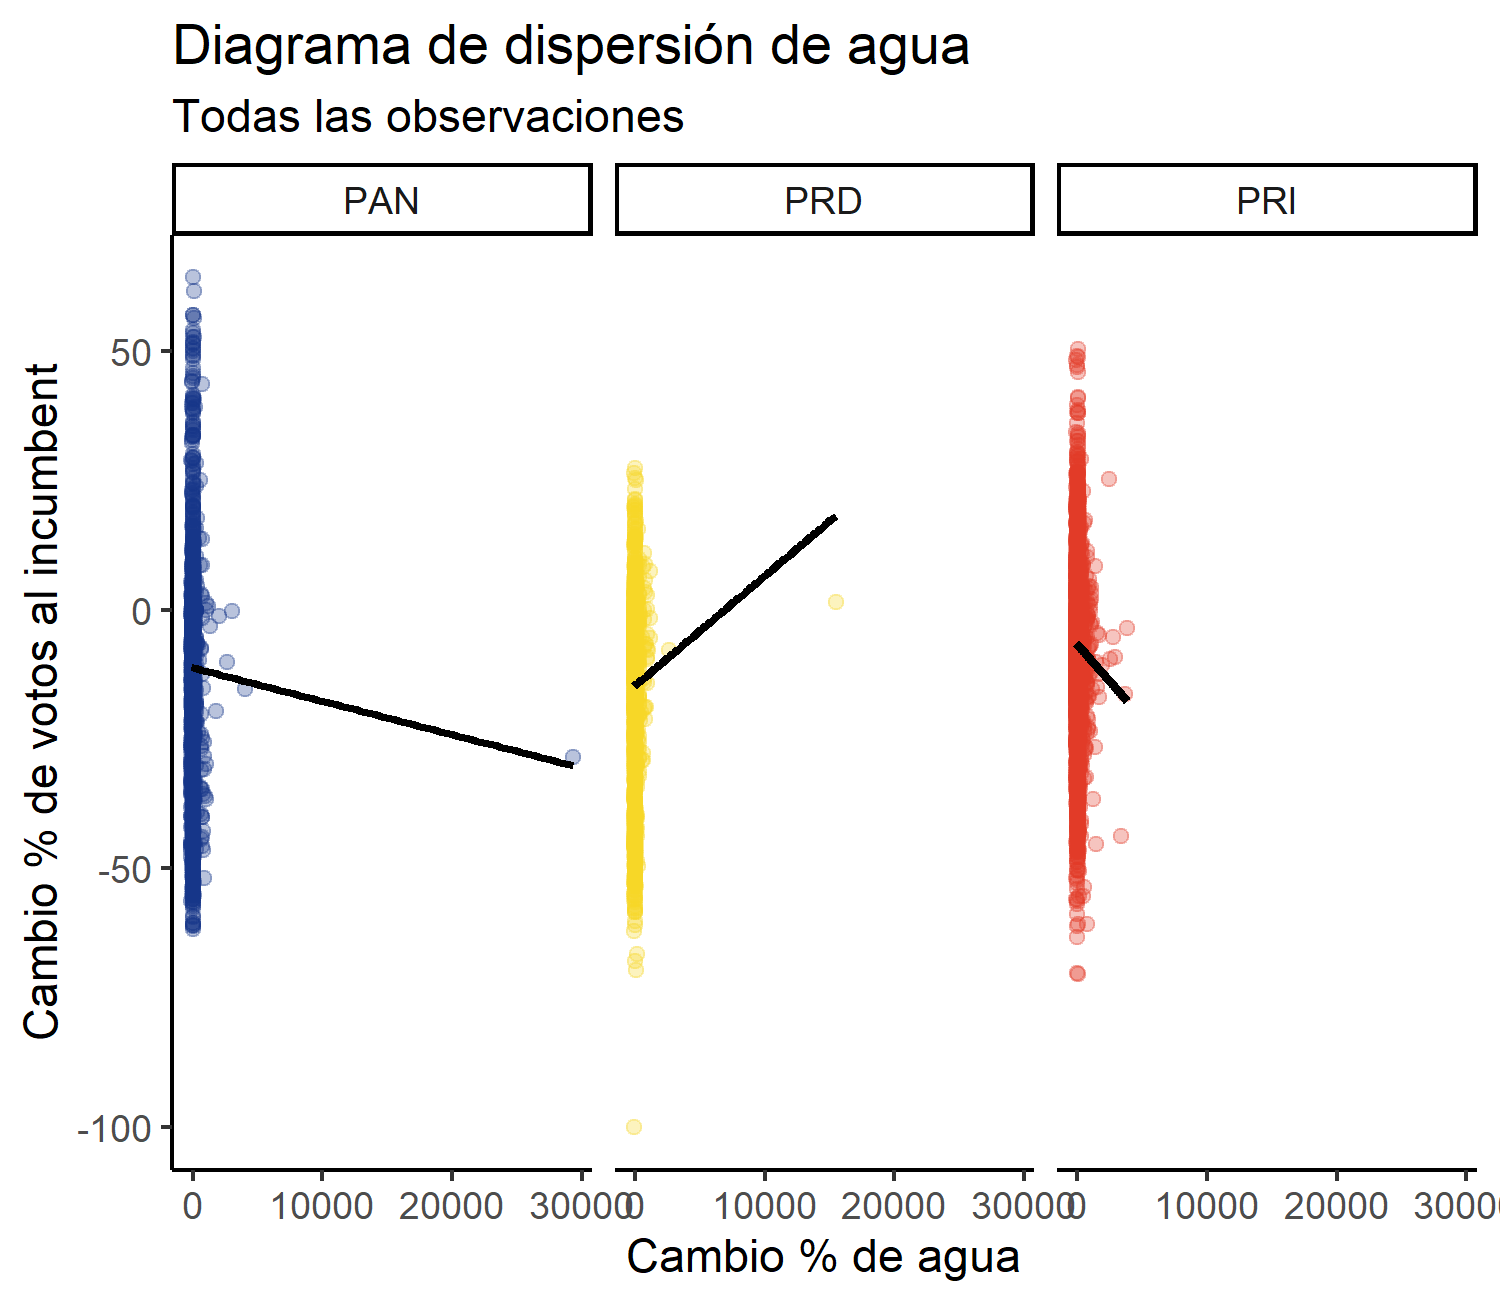 Diagrama de dispersión de agua
Todas las observaciones
PAN PRD PRI
Cambio % de votos al incumbent
50
0
-50
-100
0 10000 20000 30000 0 10000 20000 30000 0 10000 20000 30000
Cambio % de agua